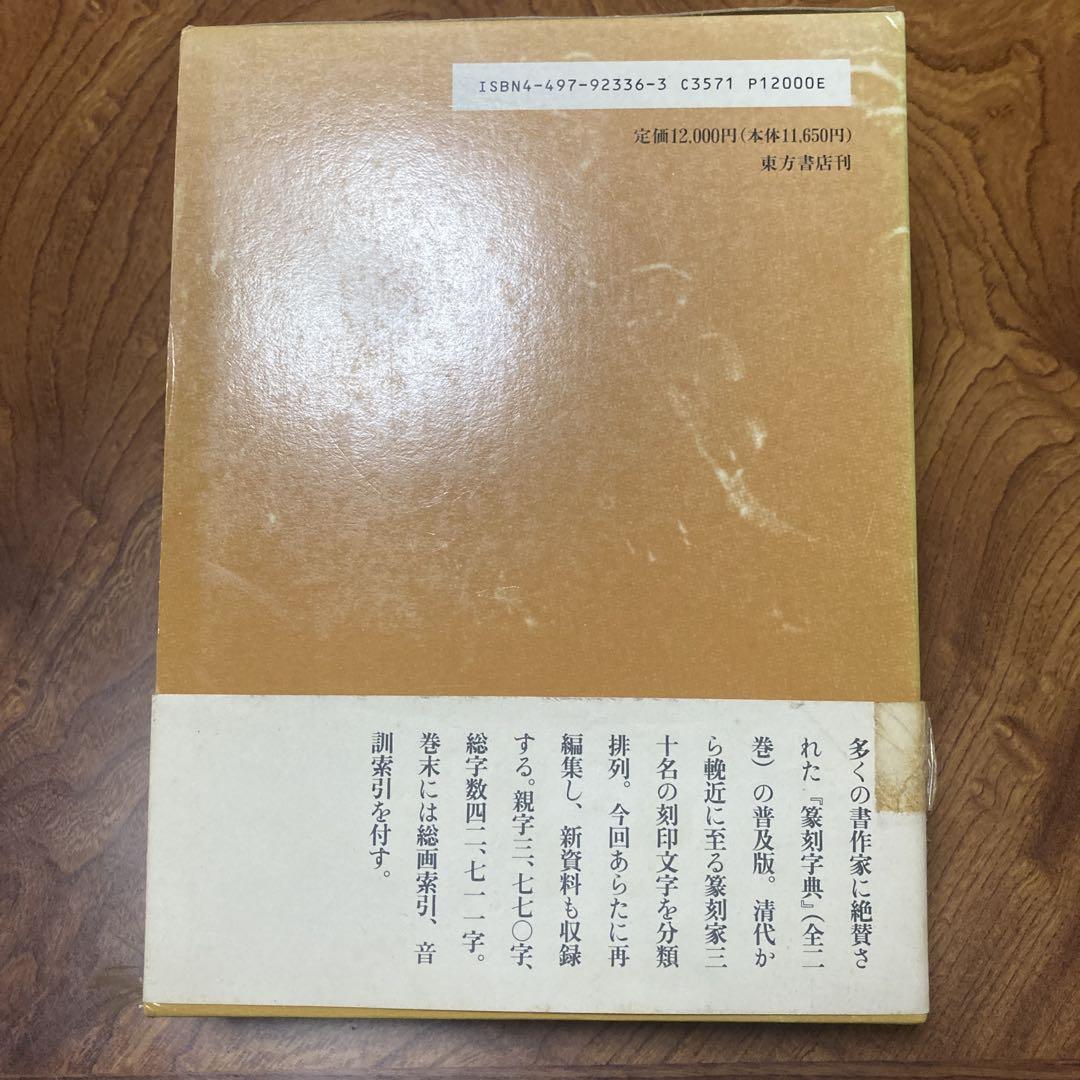 ISBN4-497-92336-3 C3571 P12000E
定価12,000円(本体11,650円)
東方書店刊
多くの書作家に絶賛さ
れた『篆刻字典』(全二
巻)の普及版。清代か
ら輓近に至る篆刻家三
十名の刻印文字を分類
排列。今回あらたに再
編集し、新資料も収録
する。親字三、七七〇字、
総字数四二、七一一字。
巻末には総画索引、音
訓索引を付す。